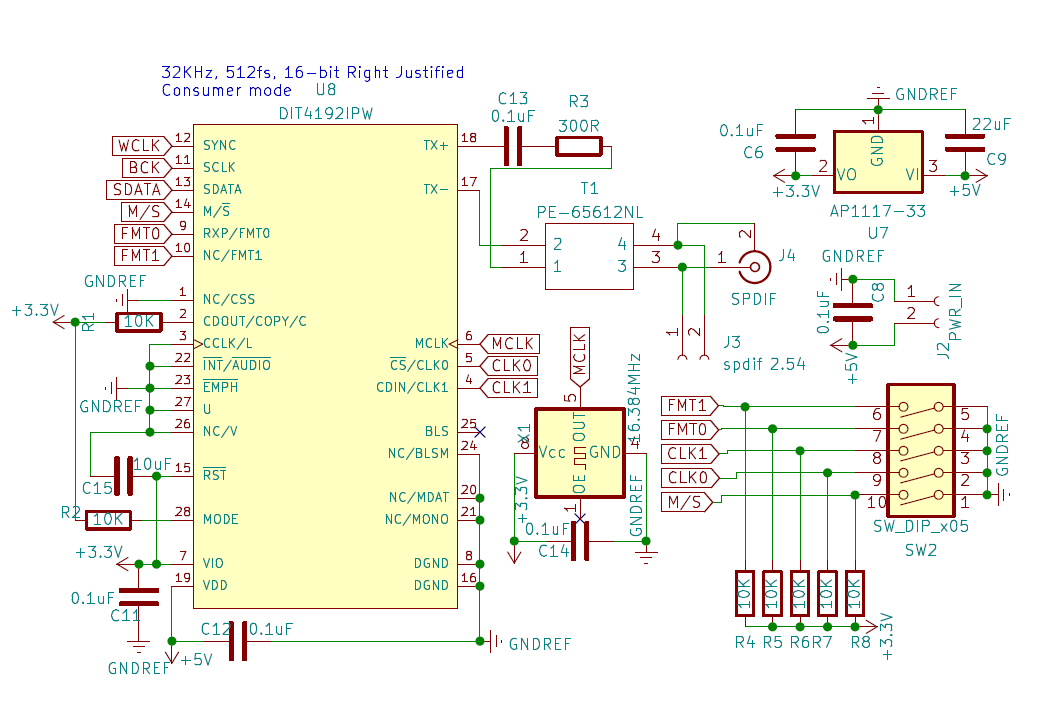 32KHz, 512fs, 16-bit Right Justified
Consumer mode
U8
DIT4192IPW
WCLK 12 SYNC
BCK 11 SCLK
SDATA 13 SDATA
M/S 14 M/S
FMT0 9 RXP/FMT0
FMT1 10 NC/FMT1
GNDREF
1 NC/CSS
+3.3V R1 10K 2 CDOUT/COPY/C
3 CCLK/L
22 INT/AUDIO
23 EMPH
GNDREF
27 U
26 NC/V
10uF
C15
15 RST
R2 10K 28 MODE
+3.3V
7 VIO
19 VDD
0.1uF
C11
GNDREF
+5V
C12 0.1uF
GNDREF
TX+ 18
TX- 17
MCLK 6 MCLK
CS/CLK0 5 CLK0
CDIN/CLK1 4 CLK1
BLS 25
NC/BLSM 24
NC/MDAT 20
NC/MONO 21
DGND 8
DGND 16
C13
0.1uF
R3
300R
T1
PE-65612NL
2 2 4 4
1 1 3 3
2
1
J4
SPDIF
1 2
J3
spdif 2.54
MCLK
5
X1
16.384MHz
8 Vcc OUT OE GND 4
1
+3.3V
GNDREF
0.1uF
C14
GNDREF
0.1uF
C6
22uF
C9
1
GND
2 VO VI 3
+3.3V
+5V
AP1117-33
U7
GNDREF
0.1uF
C8
1
2
J2
PWR_IN
+5V
FMT1 6 5
FMT0 7 4
CLK1 8 3
CLK0 9 2
M/S 10 1
GNDREF
SW_DIP_x05
SW2
10K 10K 10K 10K 10K
R4 R5 R6 R7 R8
+3.3V